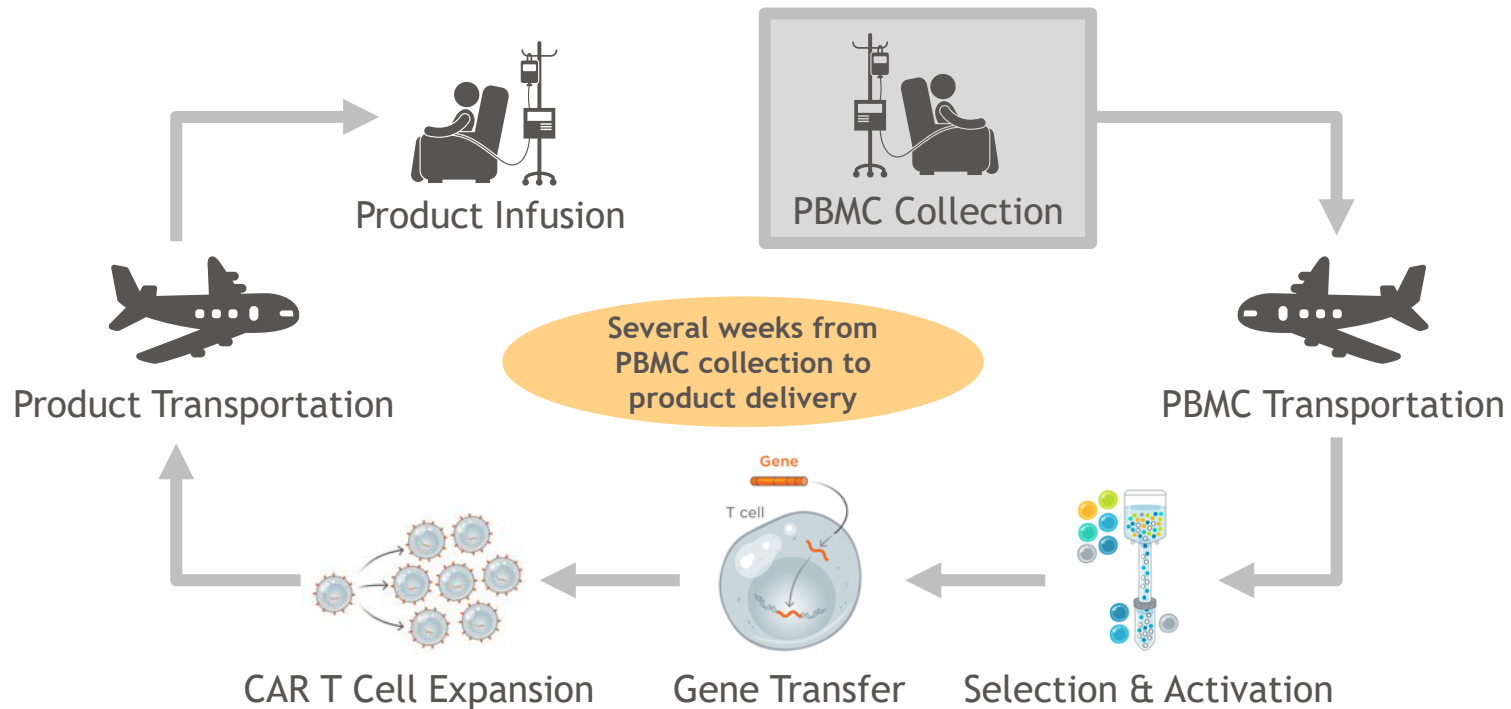 Product Infusion
PBMC Collection
Several weeks from
PBMC collection to
product delivery
Product Transportation
PBMC Transportation
Gene
T cell
CAR T Cell Expansion
Gene Transfer
Selection & Activation